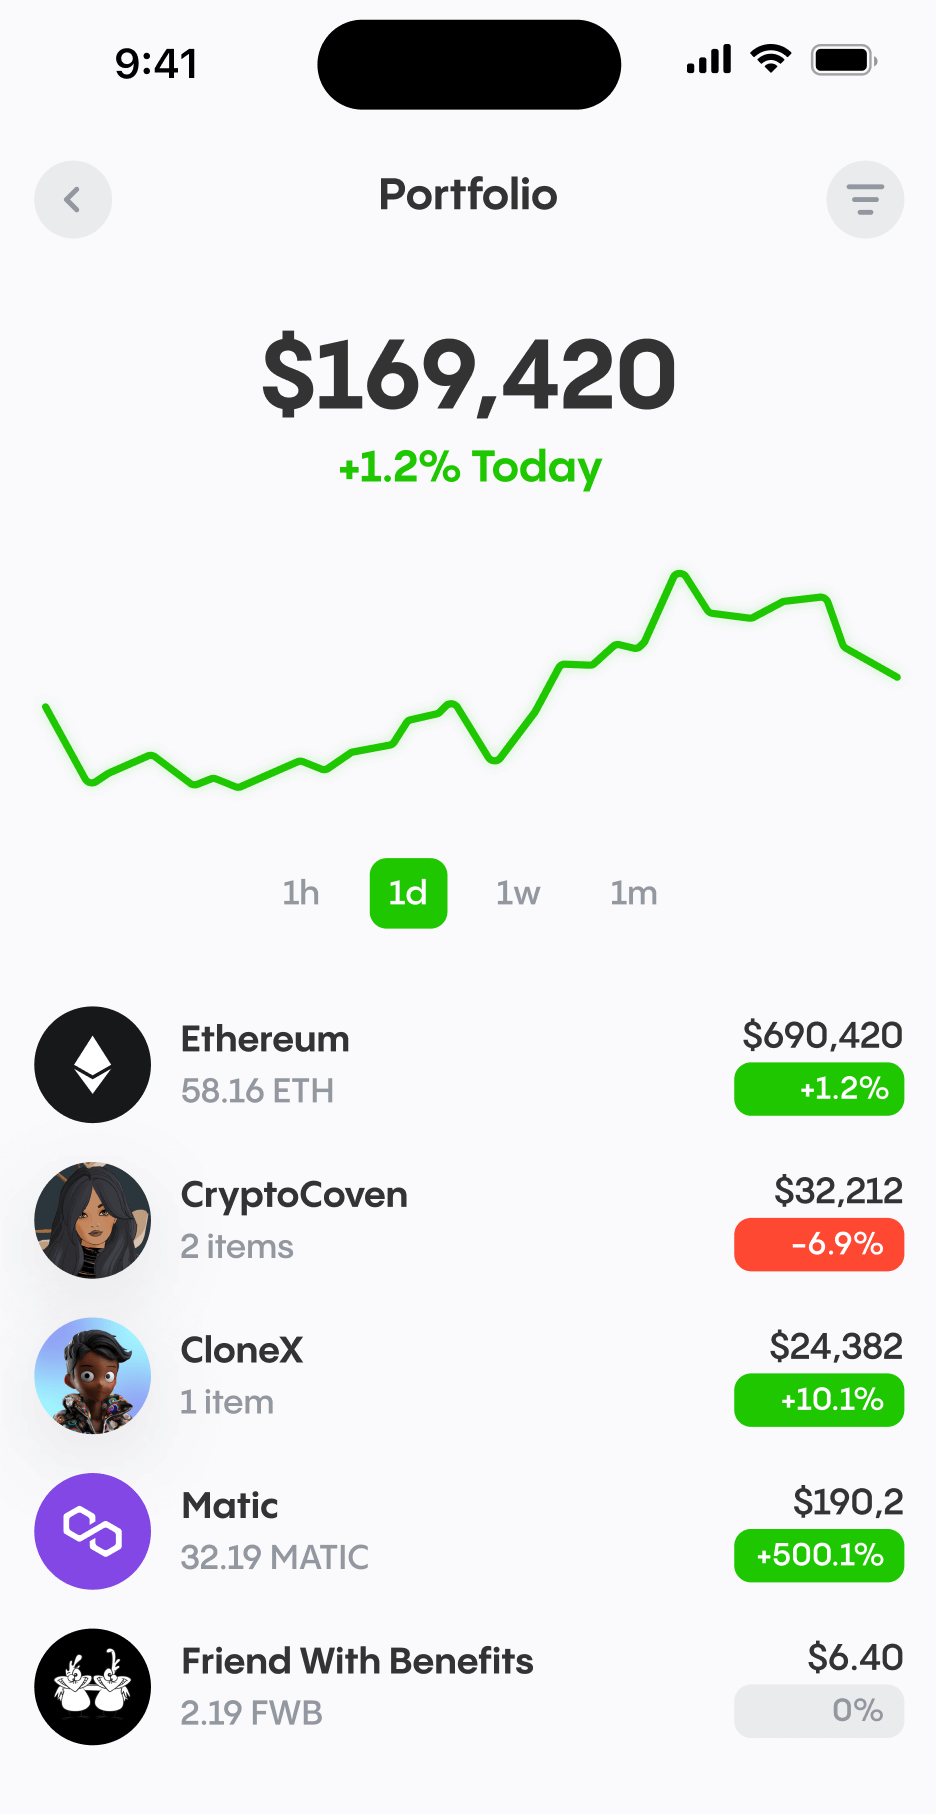 9:41
Portfolio
$169,420
+1.2% Today
1h 1d 1w 1m
Ethereum $690,420
58.16 ETH +1.2%
CryptoCoven $32,212
2 items -6.9%
CloneX $24,382
1 item +10.1%
Matic $190,2
32.19 MATIC +500.1%
Friend With Benefits $6.40
2.19 FWB 0%